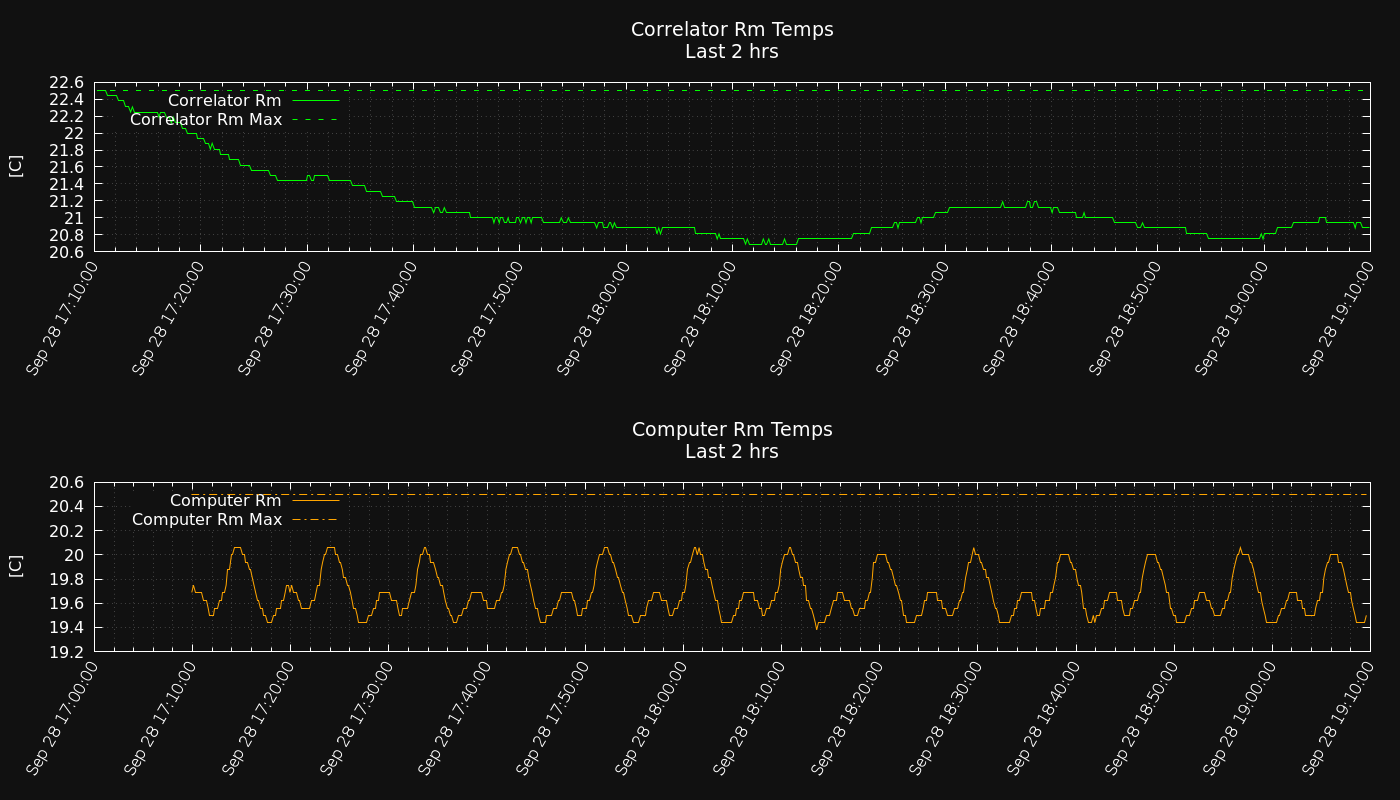 Correlator Rm Temps
Last 2 hrs
22.6
22.4
22.2
22
21.8
21.6
21.4
21.2
21
20.8
20.6
[C]
Correlator Rm
Correlator Rm Max
Sep 28 17:10:00
Sep 28 17:20:00
Sep 28 17:30:00
Sep 28 17:40:00
Sep 28 17:50:00
Sep 28 18:00:00
Sep 28 18:10:00
Sep 28 18:20:00
Sep 28 18:30:00
Sep 28 18:40:00
Sep 28 18:50:00
Sep 28 19:00:00
Sep 28 19:10:00
Computer Rm Temps
Last 2 hrs
20.6
20.4
20.2
20
19.8
19.6
19.4
19.2
[C]
Computer Rm
Computer Rm Max
Sep 28 17:00:00
Sep 28 17:10:00
Sep 28 17:20:00
Sep 28 17:30:00
Sep 28 17:40:00
Sep 28 17:50:00
Sep 28 18:00:00
Sep 28 18:10:00
Sep 28 18:20:00
Sep 28 18:30:00
Sep 28 18:40:00
Sep 28 18:50:00
Sep 28 19:00:00
Sep 28 19:10:00